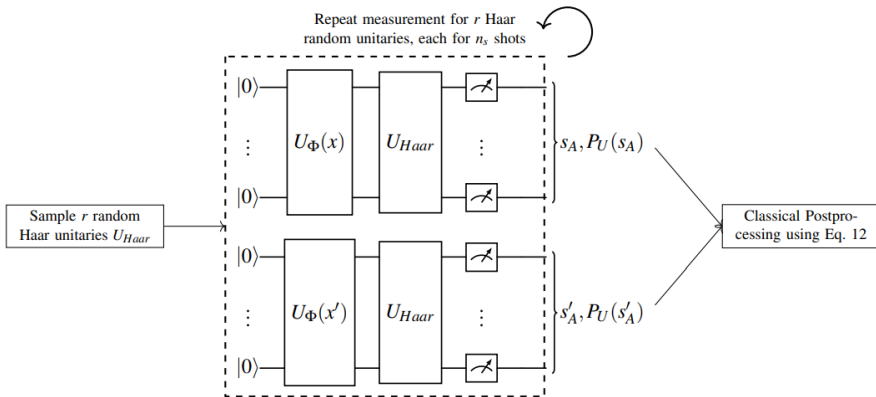 Repeat measurement for r Haar
random unitaries, each for n_s shots
|0⟩
U_Φ(x)
U_Haar
⋮
⋮
s_A, P_U(s_A)
|0⟩
Sample r random
Haar unitaries U_Haar
Classical Postpro-
cessing using Eq. 12
|0⟩
U_Φ(x′)
U_Haar
⋮
⋮
s′_A, P_U(s′_A)
|0⟩